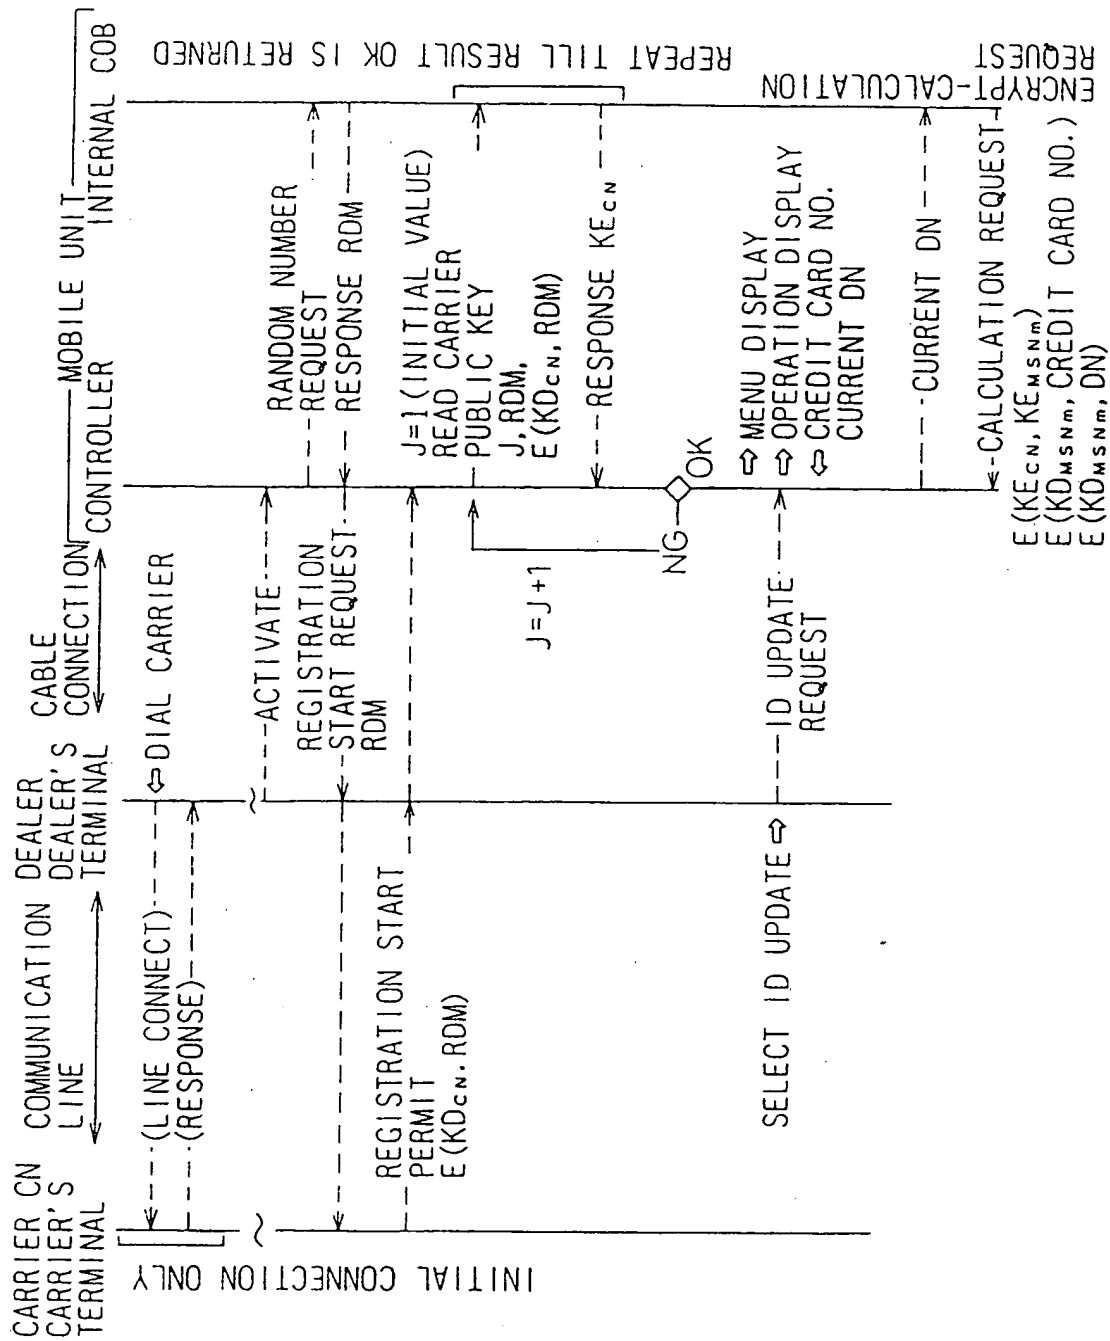 CARRIER CN
CARRIER'S
TERMINAL
COMMUNICATION
LINE
DEALER
DEALER'S
TERMINAL
CABLE
CONNECTION
MOBILE UNIT
CONTROLLER
INTERNAL COB
INITIAL CONNECTION ONLY
(LINE CONNECT)
(RESPONSE)
DIAL CARRIER
ACTIVATE
RANDOM NUMBER
REQUEST
RESPONSE RDM
REGISTRATION
START REQUEST
RDM
REGISTRATION START
PERMIT
E(KDCN. RDM)
J=1(INITIAL VALUE)
READ CARRIER
PUBLIC KEY
J, RDM,
E(KDCN, RDM)
REPEAT TILL RESULT OK IS RETURNED
RESPONSE KECN
J=J+1
NG
OK
SELECT ID UPDATE
ID UPDATE
REQUEST
MENU DISPLAY
OPERATION DISPLAY
CREDIT CARD NO.
CURRENT DN
CURRENT DN
ENCRYPT-CALCULATION
REQUEST
CALCULATION REQUEST
E(KECN, KEMSNm)
E(KDMSNm, CREDIT CARD NO.)
E(KDMSNm, DN)